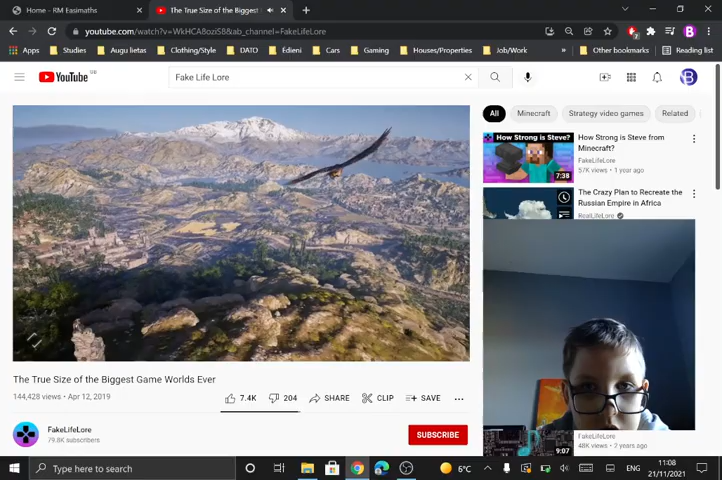 Home - RM Easimaths
The True Size of the Biggest
youtube.com/watch?v=WkHCA8oziS8&ab_channel=FakeLifeLore
Apps Studies Augu lietas Clothing/Style DATO Edieni Cars Gaming Houses/Properties Job/Work » Other bookmarks Reading list
YouTube
Fake Life Lore
All Minecraft Strategy video games Related
How Strong is Steve?
7:38
How Strong is Steve from
Minecraft?
FakeLifeLore
57K views • 1 year ago
The Crazy Plan to Recreate the
Russian Empire in Africa
RealLifeLore
The True Size of the Biggest Game Worlds Ever
144,428 views • Apr 12, 2019
7.4K 204 SHARE CLIP SAVE
FakeLifeLore
79.8K subscribers
SUBSCRIBE
FakeLifeLore
48K views • 2 years ago
9:07
Type here to search
6°C
ENG
11:08
21/11/2021